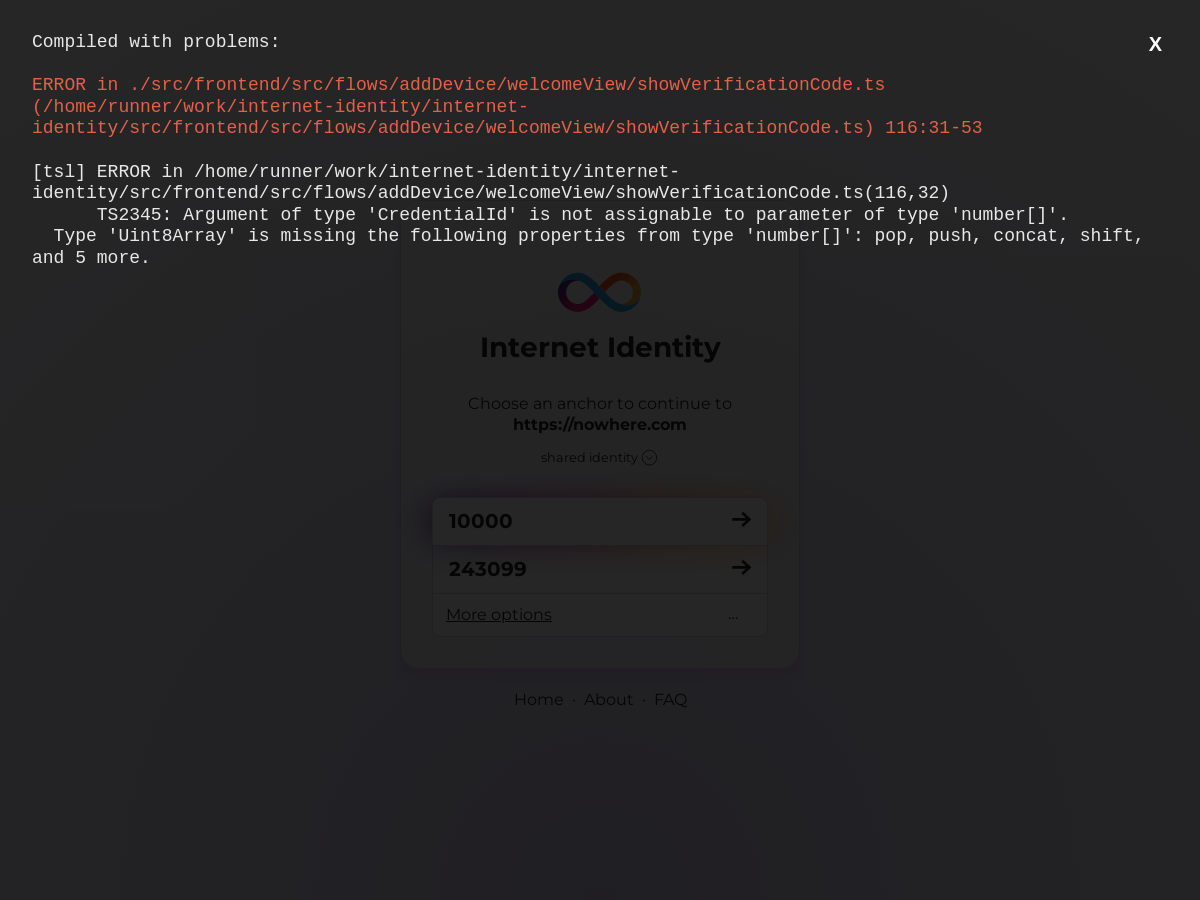 Compiled with problems:
X
ERROR in ./src/frontend/src/flows/addDevice/welcomeView/showVerificationCode.ts
(/home/runner/work/internet-identity/internet-
identity/src/frontend/src/flows/addDevice/welcomeView/showVerificationCode.ts) 116:31-53
[tsl] ERROR in /home/runner/work/internet-identity/internet-
identity/src/frontend/src/flows/addDevice/welcomeView/showVerificationCode.ts(116,32)
TS2345: Argument of type 'CredentialId' is not assignable to parameter of type 'number[]'.
Type 'Uint8Array' is missing the following properties from type 'number[]': pop, push, concat, shift,
and 5 more.
Internet Identity
Choose an anchor to continue to
https://nowhere.com
shared identity
10000
243099
More options ...
Home · About · FAQ